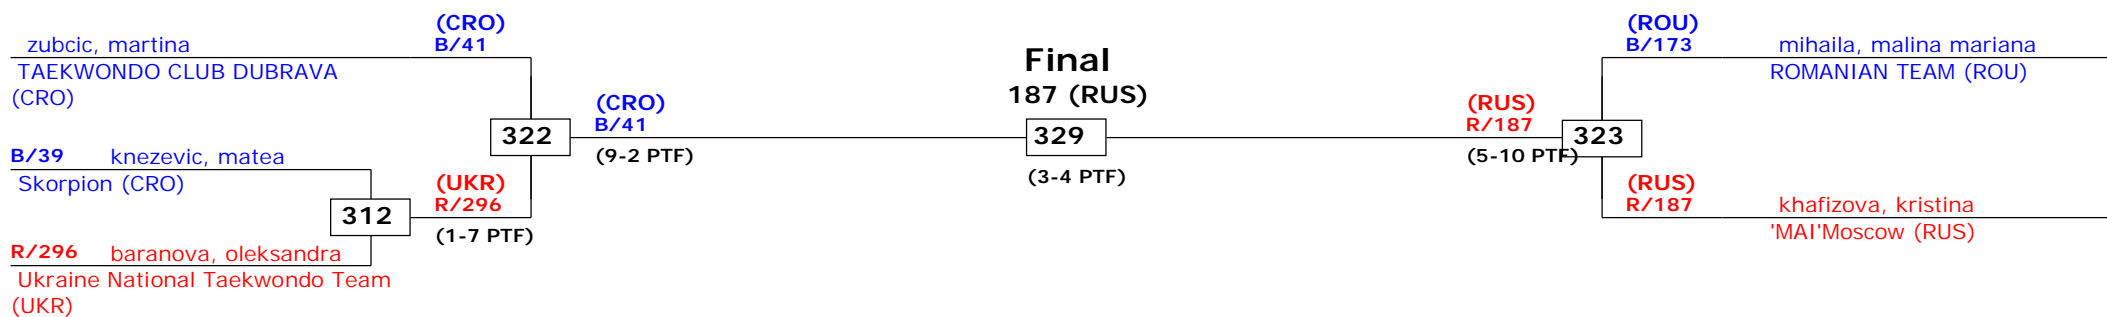 (CRO)
B/41
zubcic, martina
TAEKWONDO CLUB DUBRAVA
(CRO)
322
(CRO)
B/41
(9-2 PTF)
B/39 knezevic, matea
Skorpion (CRO)
312
(UKR)
R/296
(1-7 PTF)
R/296 baranova, oleksandra
Ukraine National Taekwondo Team
(UKR)
Final
187 (RUS)
329
(3-4 PTF)
(RUS)
R/187
(5-10 PTF)
323
(ROU)
B/173 mihaila, malina mariana
ROMANIAN TEAM (ROU)
(RUS)
R/187 khafizova, kristina
'MAI'Moscow (RUS)